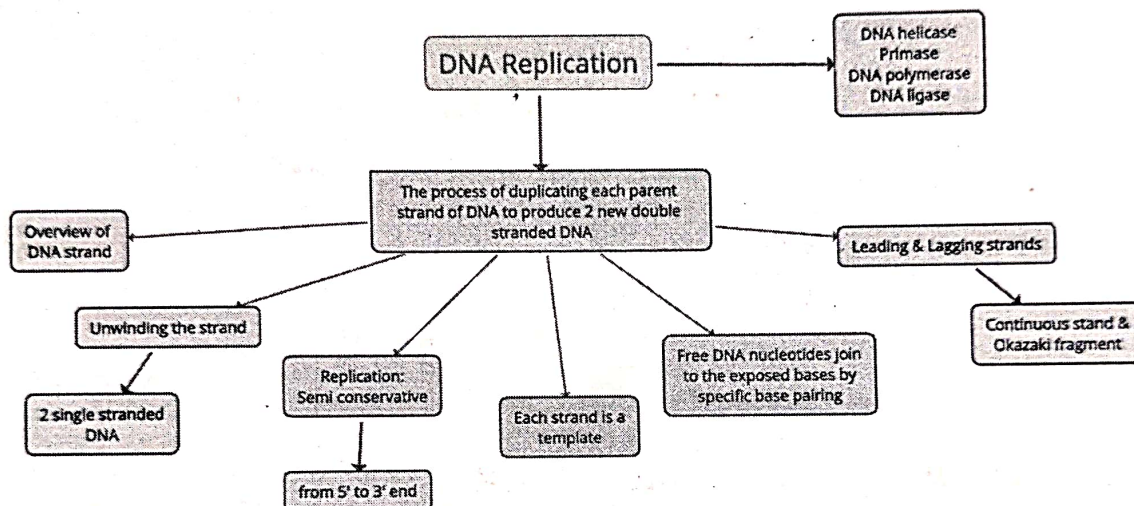 DNA Replication
DNA helicase
Primase
DNA polymerase
DNA ligase
The process of duplicating each parent
strand of DNA to produce 2 new double
stranded DNA
Overview of
DNA strand
Leading & Lagging strands
Unwinding the strand
Continuous stand &
Okazaki fragment
Replication:
Semi conservative
Free DNA nucleotides join
to the exposed bases by
specific base pairing
2 single stranded
DNA
Each strand is a
template
from 5' to 3' end